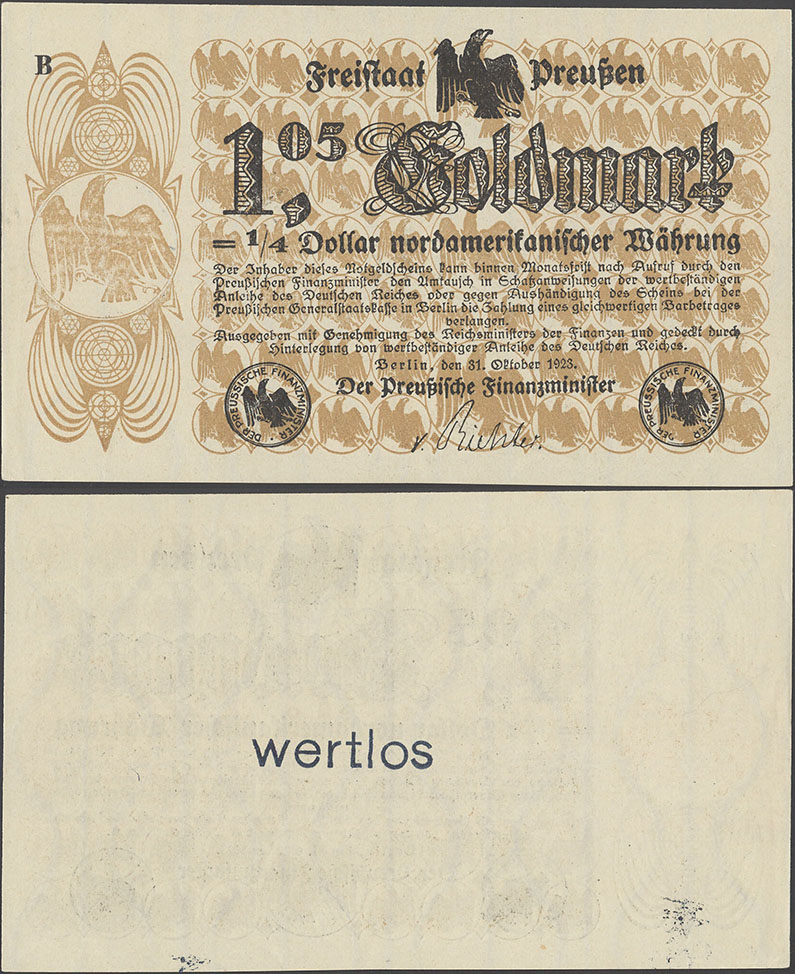 B
Freistaat Preußen
1,05 Goldmark
= 1/4 Dollar nordamerikanischer Währung
Der Inhaber dieses Notgeldscheins kann binnen Monatsfrist nach Aufruf durch den
Preußischen Finanzminister den Umtausch in Schatzanweisungen der wertbeständigen
Anleihe des Deutschen Reiches oder gegen Aushändigung des Scheins bei der
Preußischen Generalstaatskasse in Berlin die Zahlung eines gleichwertigen Barbetrages
verlangen.
Ausgegeben mit Genehmigung des Reichsministers der Finanzen und gedeckt durch
Hinterlegung von wertbeständiger Anleihe des Deutschen Reiches.
Berlin, den 31. Oktober 1923.
Der Preußische Finanzminister
DER PREUSSISCHE FINANZMINISTER
v. Richter.
DER PREUSSISCHE FINANZMINISTER
wertlos